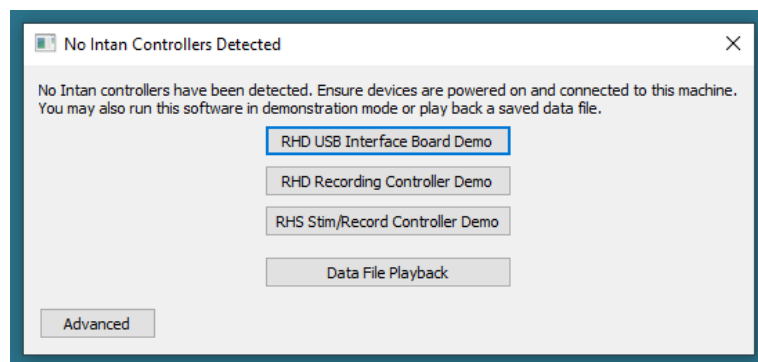 No Intan Controllers Detected
No Intan controllers have been detected. Ensure devices are powered on and connected to this machine.
You may also run this software in demonstration mode or play back a saved data file.
RHD USB Interface Board Demo
RHD Recording Controller Demo
RHS Stim/Record Controller Demo
Data File Playback
Advanced